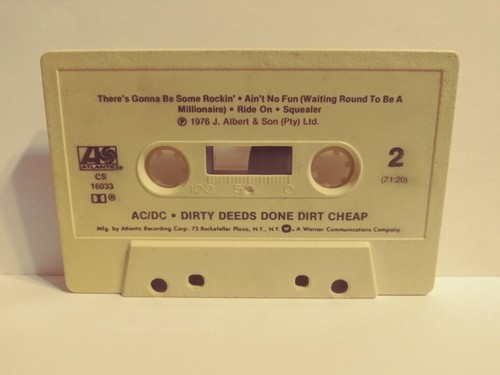 There's Gonna Be Some Rockin' • Ain't No Fun (Waiting Round To Be A
Millionaire) • Ride On • Squealer
℗ 1976 J. Albert & Son (Pty) Ltd.
ATLANTIC
CS
16033
2
(21:20)
100 5 0 0
AC/DC • DIRTY DEEDS DONE DIRT CHEAP
Mfg. by Atlantic Recording Corp. 75 Rockefeller Plaza, N.Y., N.Y. A Warner Communications Company.